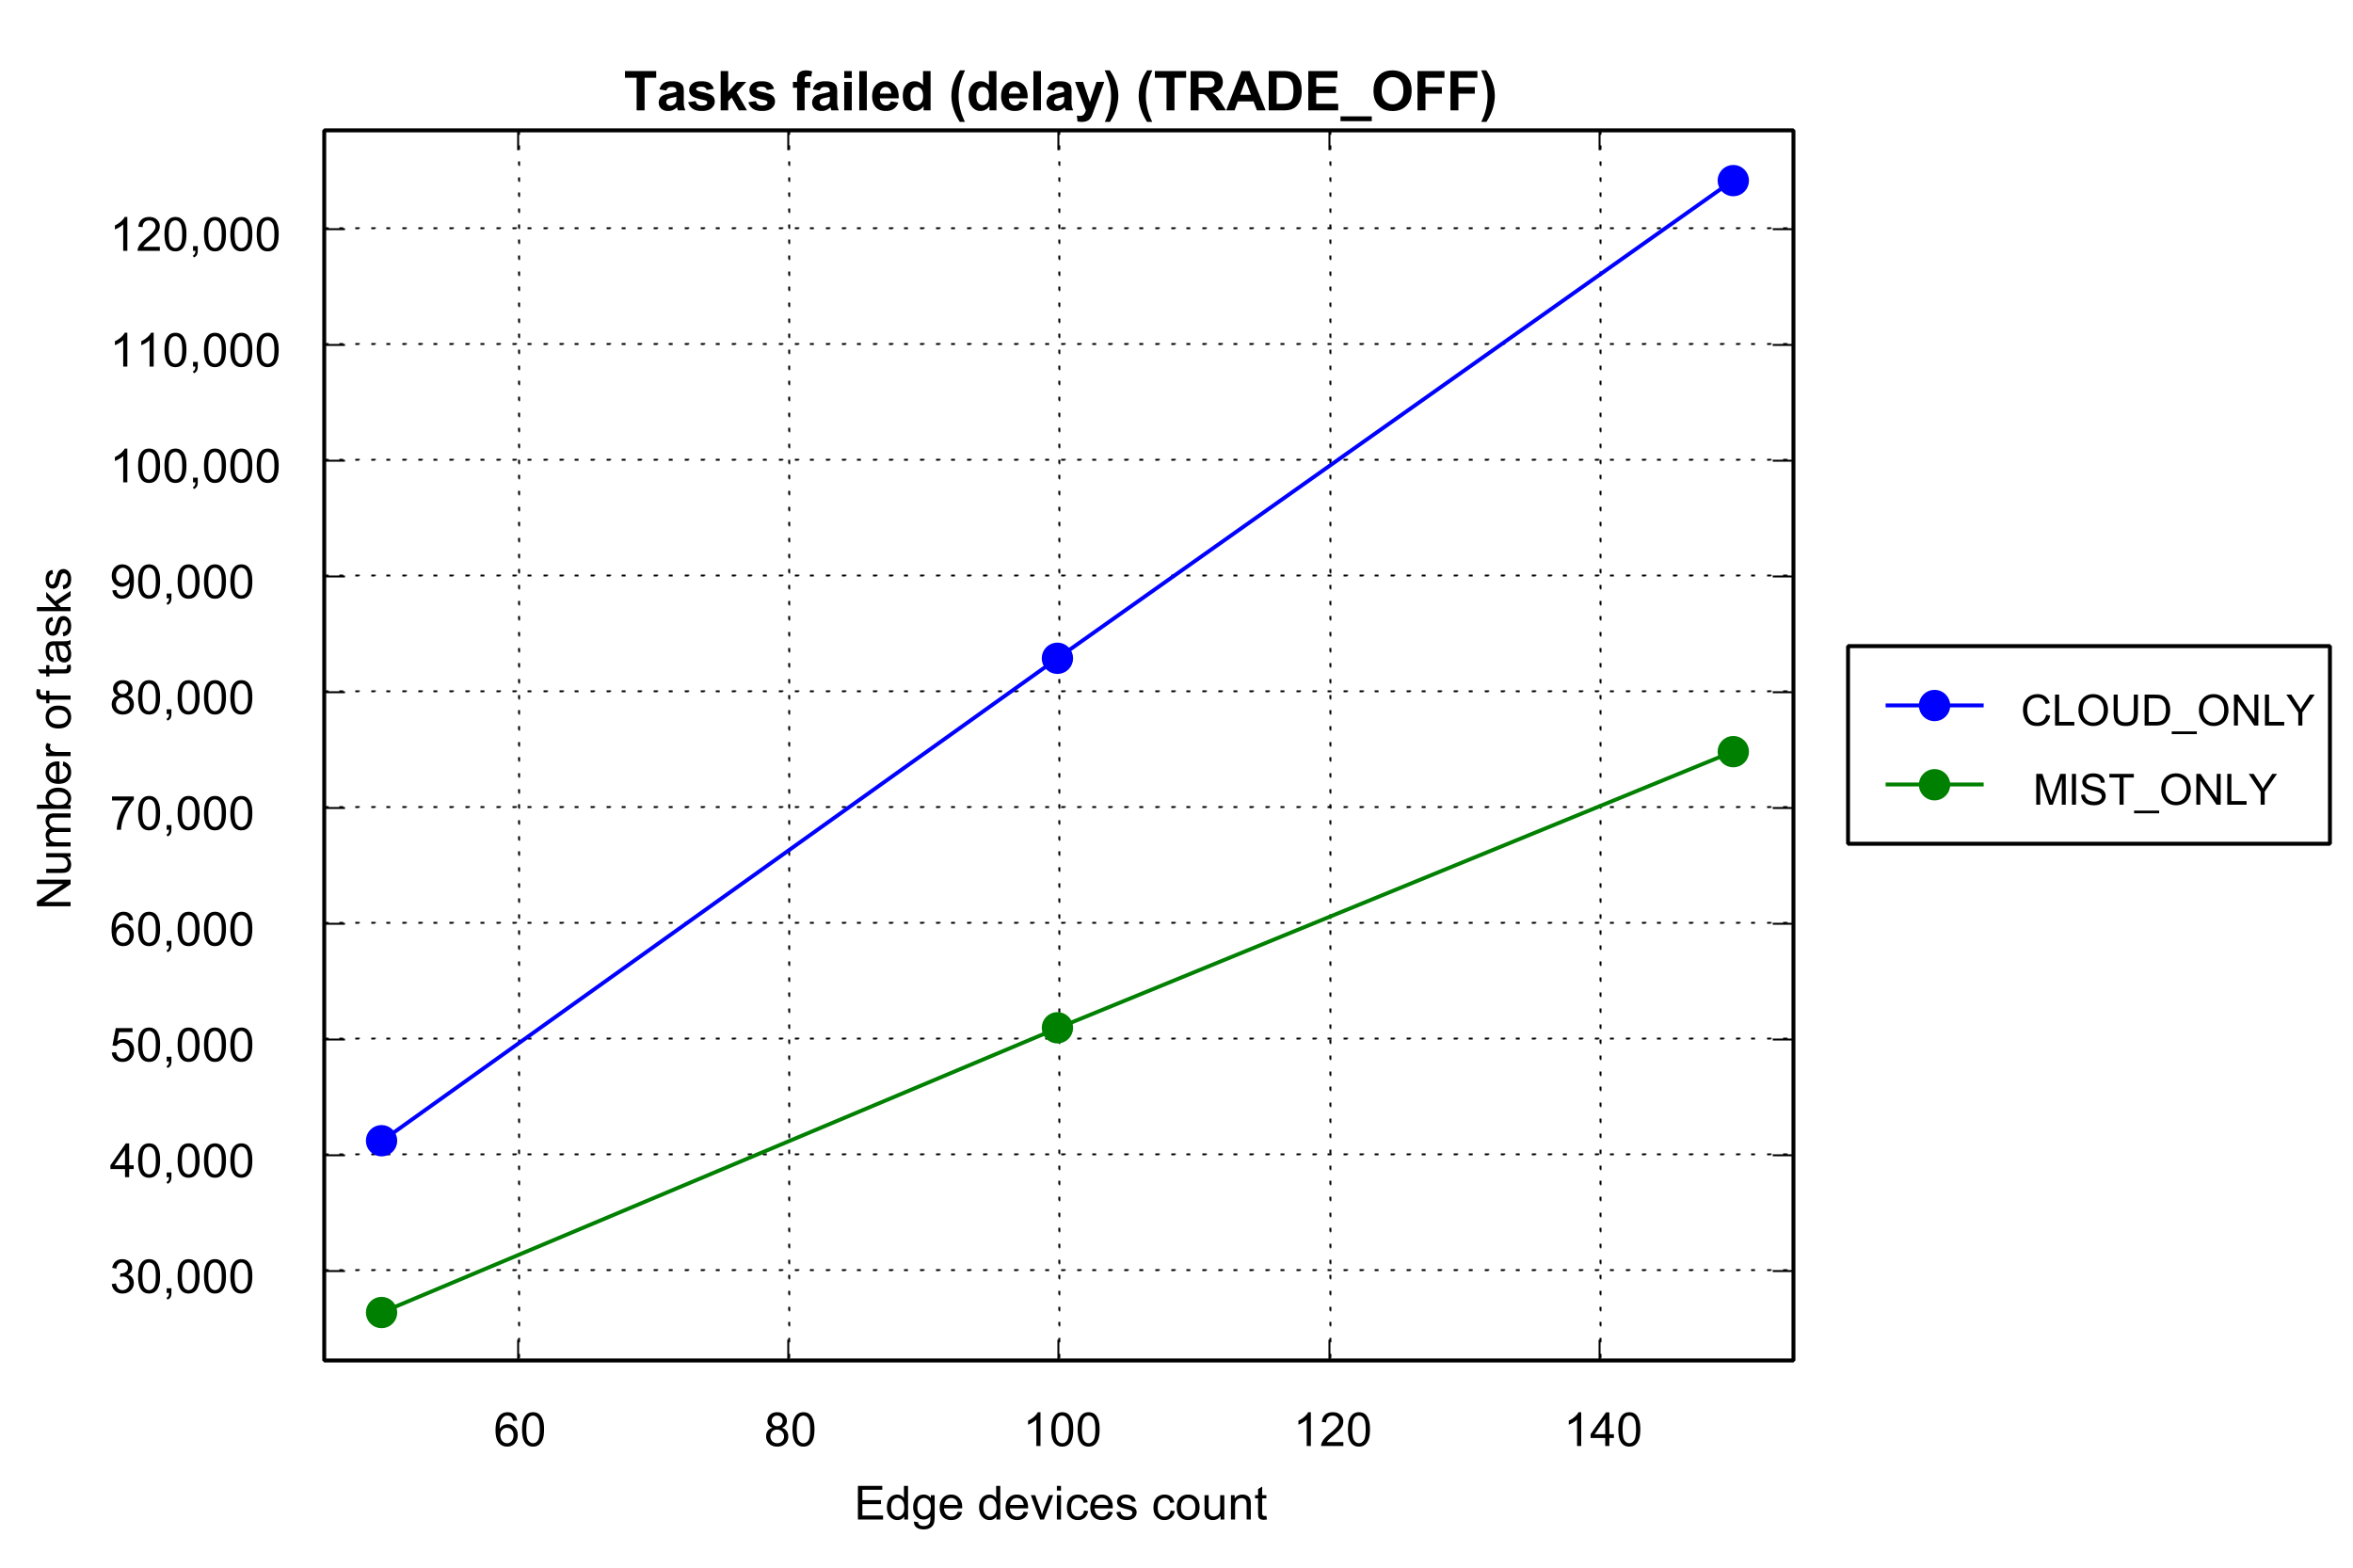 Tasks failed (delay) (TRADE_OFF)
120,000
110,000
100,000
90,000
80,000
70,000
60,000
50,000
40,000
30,000
Number of tasks
60 80 100 120 140
Edge devices count
CLOUD_ONLY
MIST_ONLY